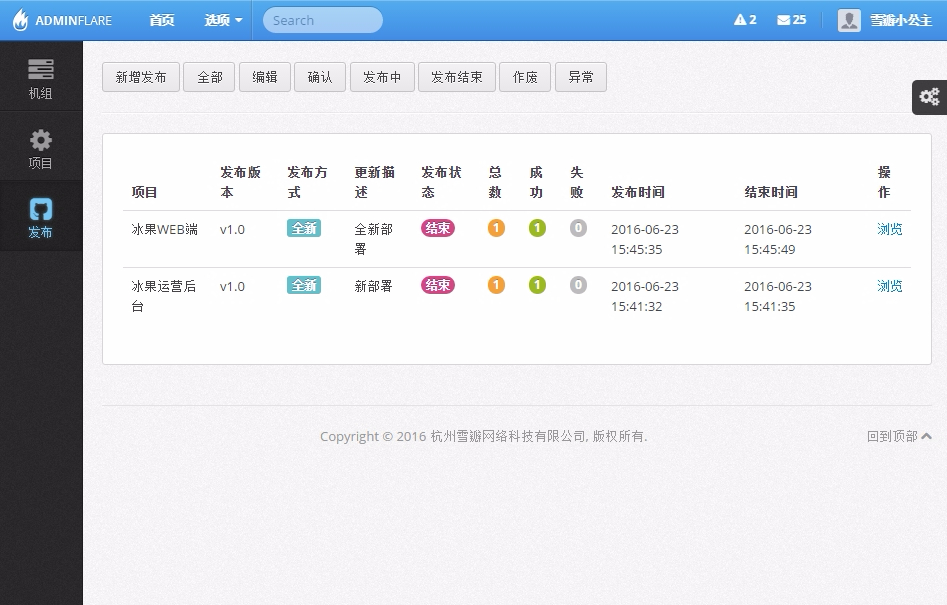 ADMINFLARE 首页 选项 Search 2 25 雪游小公主
机组
项目
发布
新增发布 全部 编辑 确认 发布中 发布结束 作废 异常
项目 发布版本 发布方式 更新描述 发布状态 总数 成功 失败 发布时间 结束时间 操作
冰果WEB端 v1.0 全新 全新部署 结束 1 1 0 2016-06-23 15:45:35 2016-06-23 15:45:49 浏览
冰果运营后台 v1.0 全新 新部署 结束 1 1 0 2016-06-23 15:41:32 2016-06-23 15:41:35 浏览
Copyright © 2016 杭州雪游网络科技有限公司, 版权所有. 回到顶部